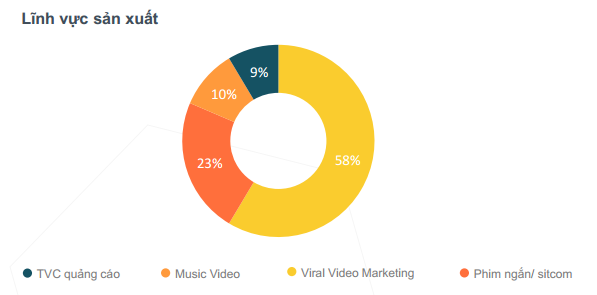 Lĩnh vực sản xuất
9%
10%
23%
58%
TVC quảng cáo
Music Video
Viral Video Marketing
Phim ngắn/ sitcom